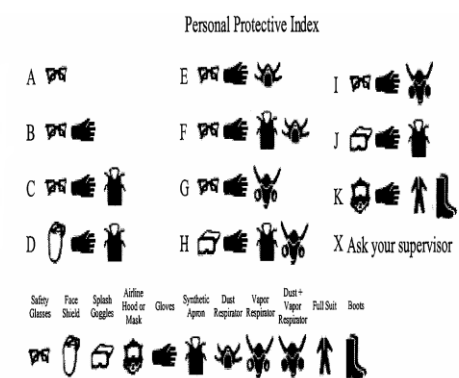 Personal Protective Index
A
E
I
B
F
J
C
G
K
D
H
X Ask your supervisor
Safety Glasses
Face Shield
Splash Goggles
Airline Hood or Mask
Gloves
Synthetic Apron
Dust Respirator
Vapor Respirator
Dust + Vapor Respirator
Full Suit
Boots